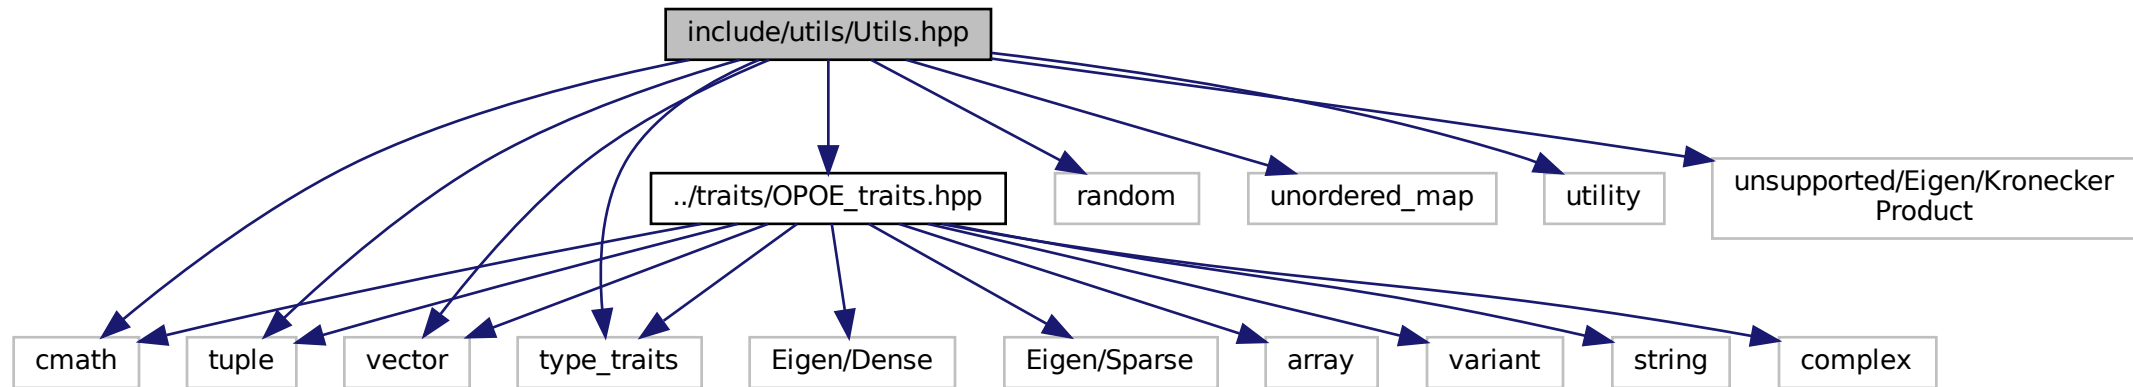 include/utils/Utils.hpp
../traits/OPOE_traits.hpp
random
unordered_map
utility
unsupported/Eigen/Kronecker
Product
cmath
tuple
vector
type_traits
Eigen/Dense
Eigen/Sparse
array
variant
string
complex